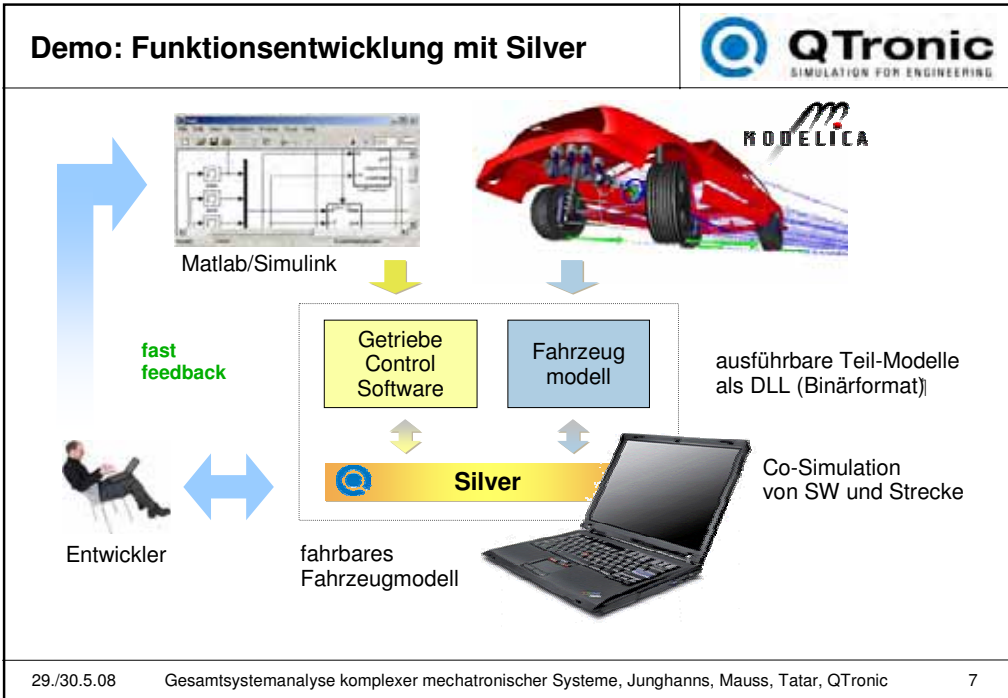 Demo: Funktionsentwicklung mit Silver
QTronic
SIMULATION FOR ENGINEERING
MODELICA
Matlab/Simulink
fast
feedback
Getriebe
Control
Software
Fahrzeug
modell
ausführbare Teil-Modelle
als DLL (Binärformat)
Silver
Co-Simulation
von SW und Strecke
Entwickler
fahrbares
Fahrzeugmodell
29./30.5.08 Gesamtsystemanalyse komplexer mechatronischer Systeme, Junghanns, Mauss, Tatar, QTronic 7